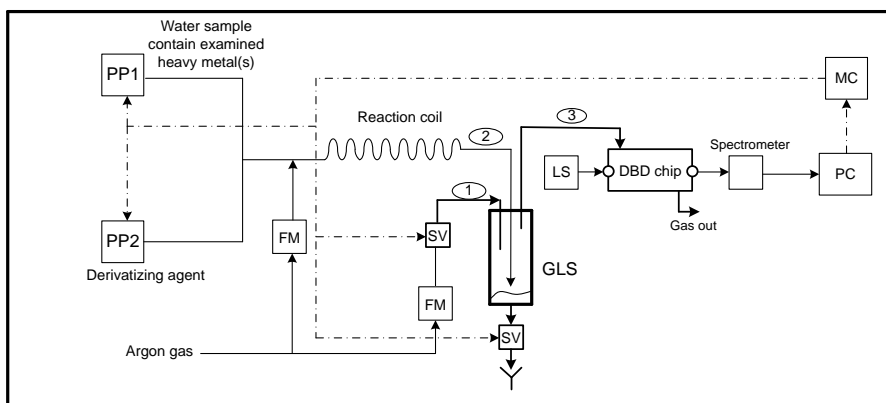 Water sample
contain examined
heavy metal(s)
PP1
MC
Reaction coil
2
3
Spectrometer
LS
DBD chip
PC
1
Gas out
PP2
FM
SV
GLS
Derivatizing agent
FM
SV
Argon gas